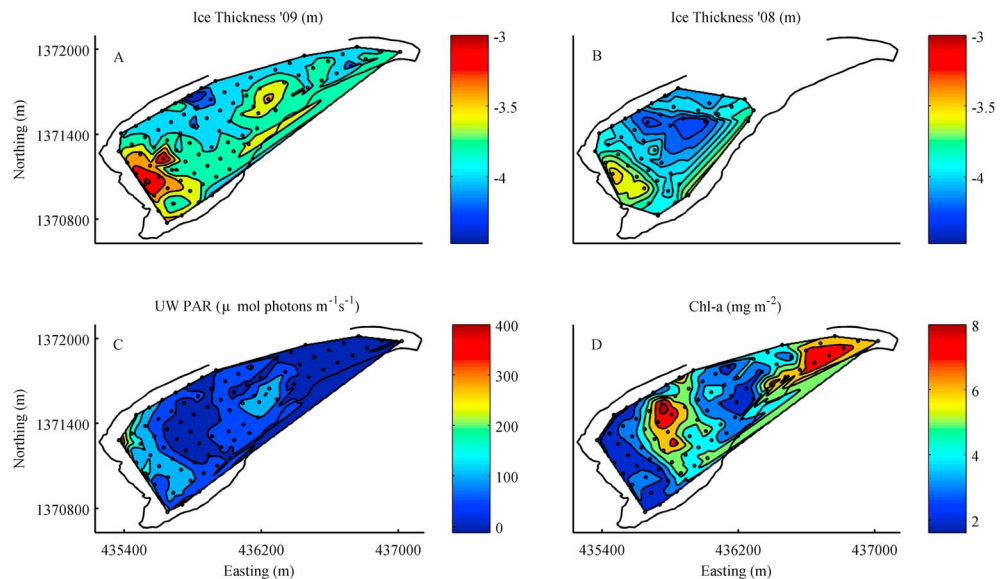 Ice Thickness '09 (m)
Ice Thickness '08 (m)
A
B
Northing (m)
1372000
1371400
1370800
-3
-3.5
-4
-3
-3.5
-4
UW PAR (μ mol photons m⁻¹s⁻¹)
Chl-a (mg m⁻²)
C
D
Northing (m)
1372000
1371400
1370800
400
300
200
100
0
8
6
4
2
435400 436200 437000
435400 436200 437000
Easting (m)
Easting (m)